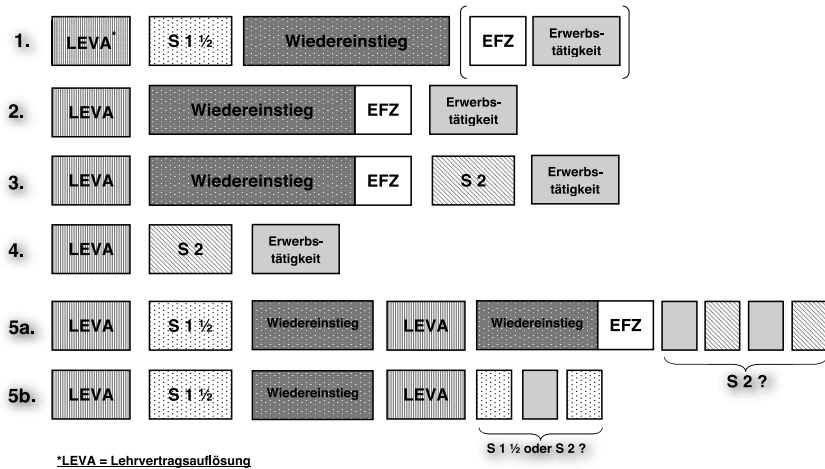 1. LEVA* S 1 ½ Wiedereinstieg EFZ Erwerbs-
tätigkeit
2. LEVA Wiedereinstieg EFZ Erwerbs-
tätigkeit
3. LEVA Wiedereinstieg EFZ S 2 Erwerbs-
tätigkeit
4. LEVA S 2 Erwerbs-
tätigkeit
5a. LEVA S 1 ½ Wiedereinstieg LEVA Wiedereinstieg EFZ
S 2 ?
5b. LEVA S 1 ½ Wiedereinstieg LEVA
S 1 ½ oder S 2 ?
*LEVA = Lehrvertragsauflösung